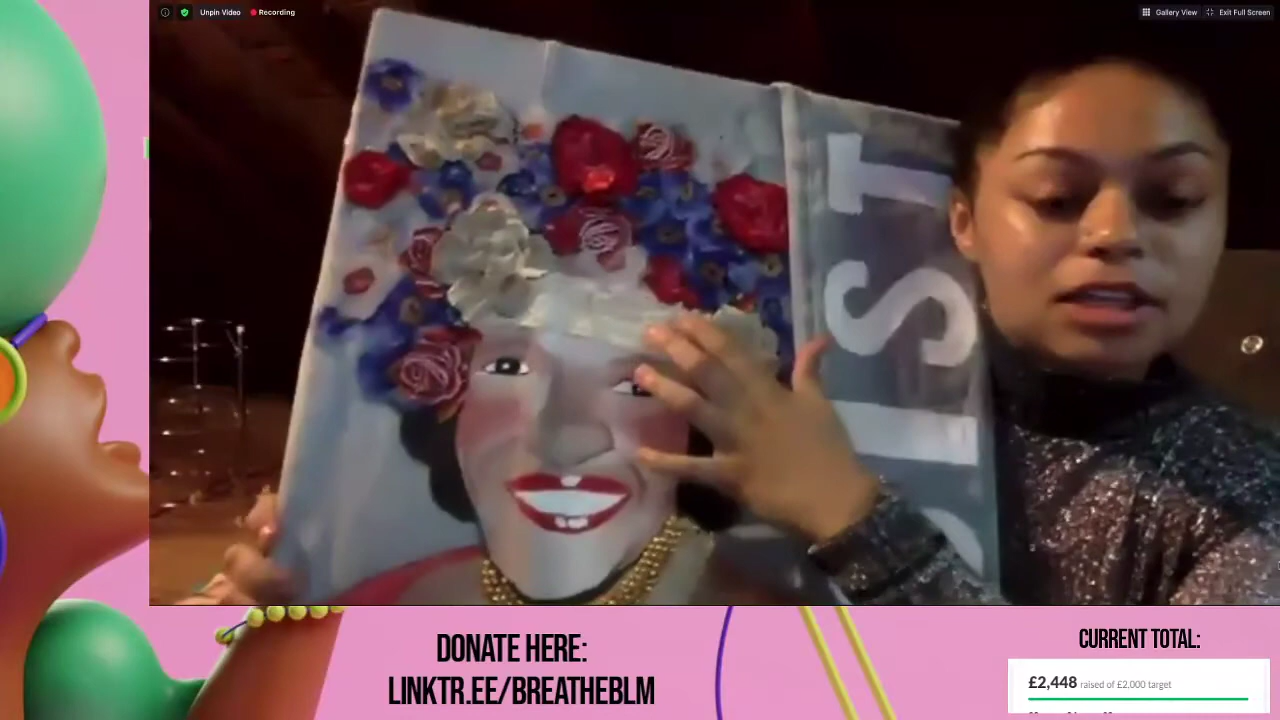 Unpin Video
Recording
Gallery View
Exit Full Screen
IST
DONATE HERE:
LINKTR.EE/BREATHEBLM
CURRENT TOTAL:
£2,448 raised of £2,000 target